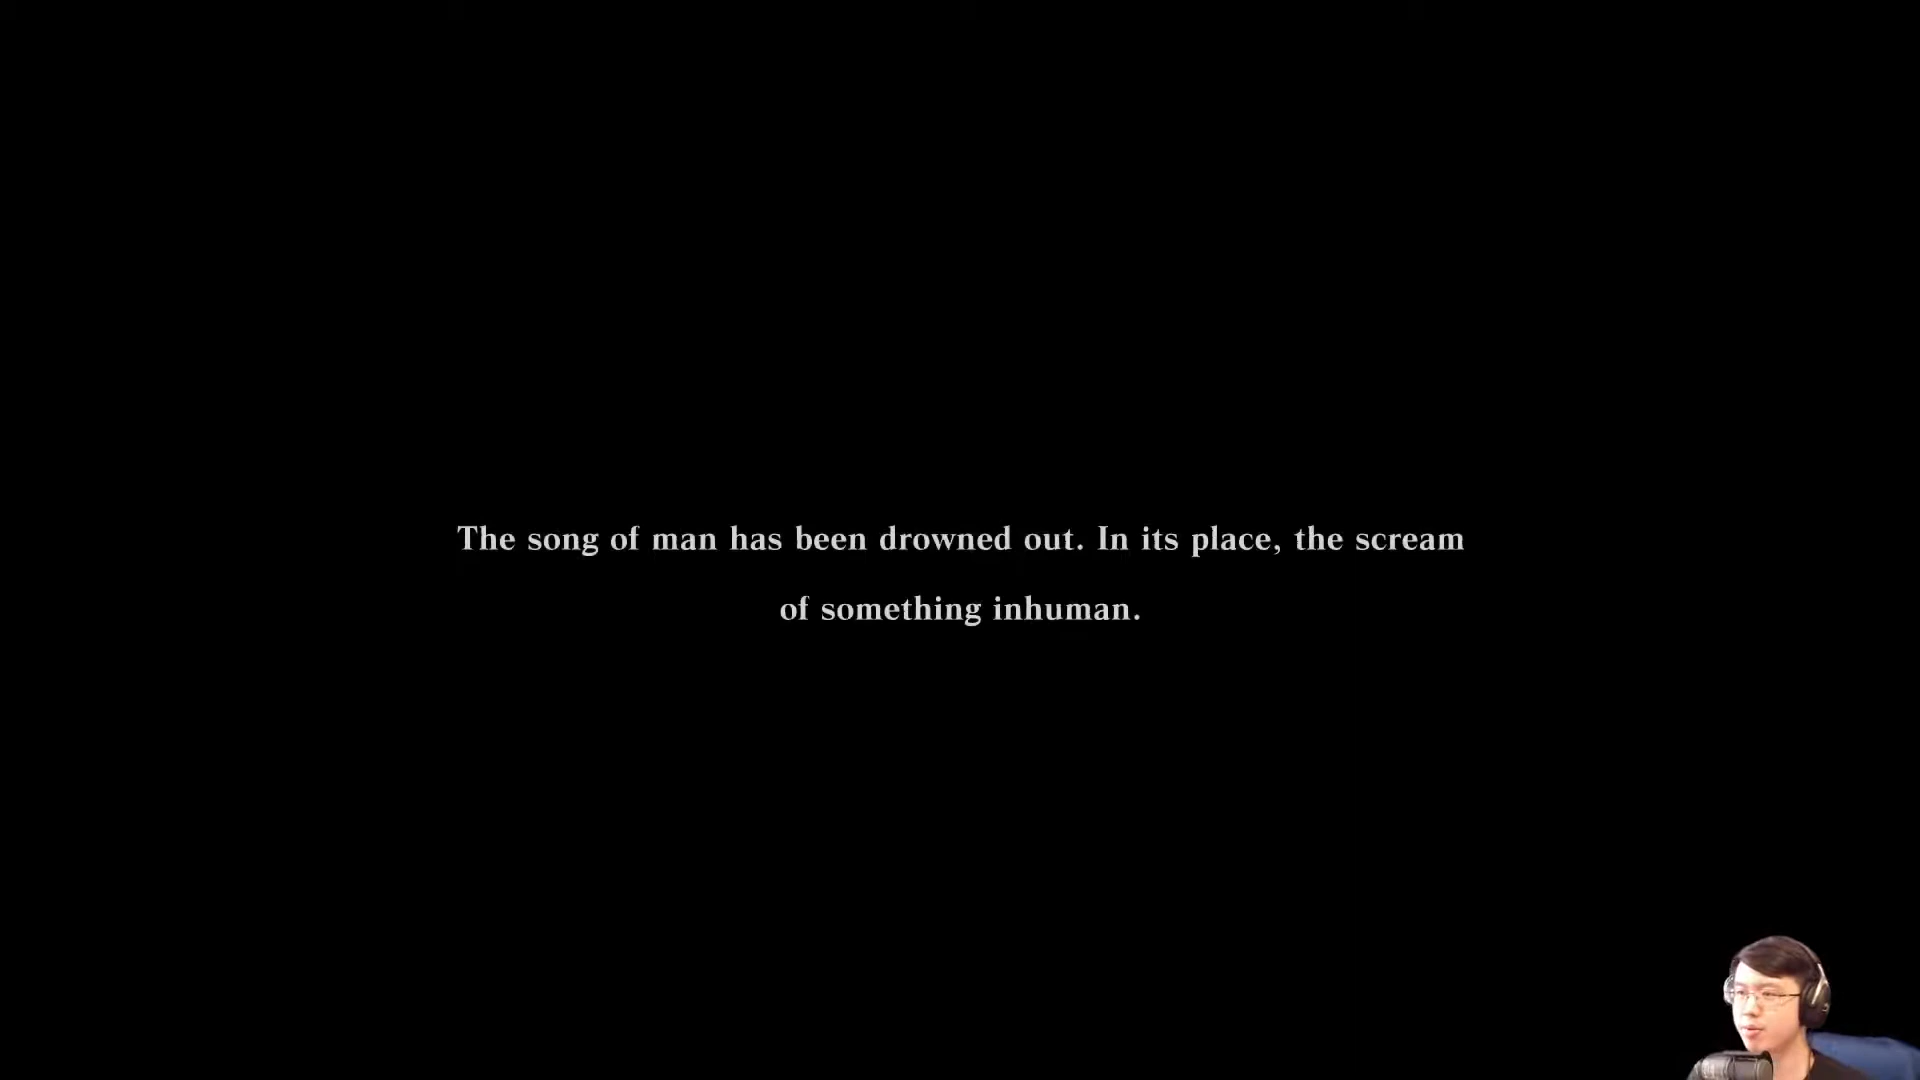 The song of man has been drowned out. In its place, the scream
of something inhuman.